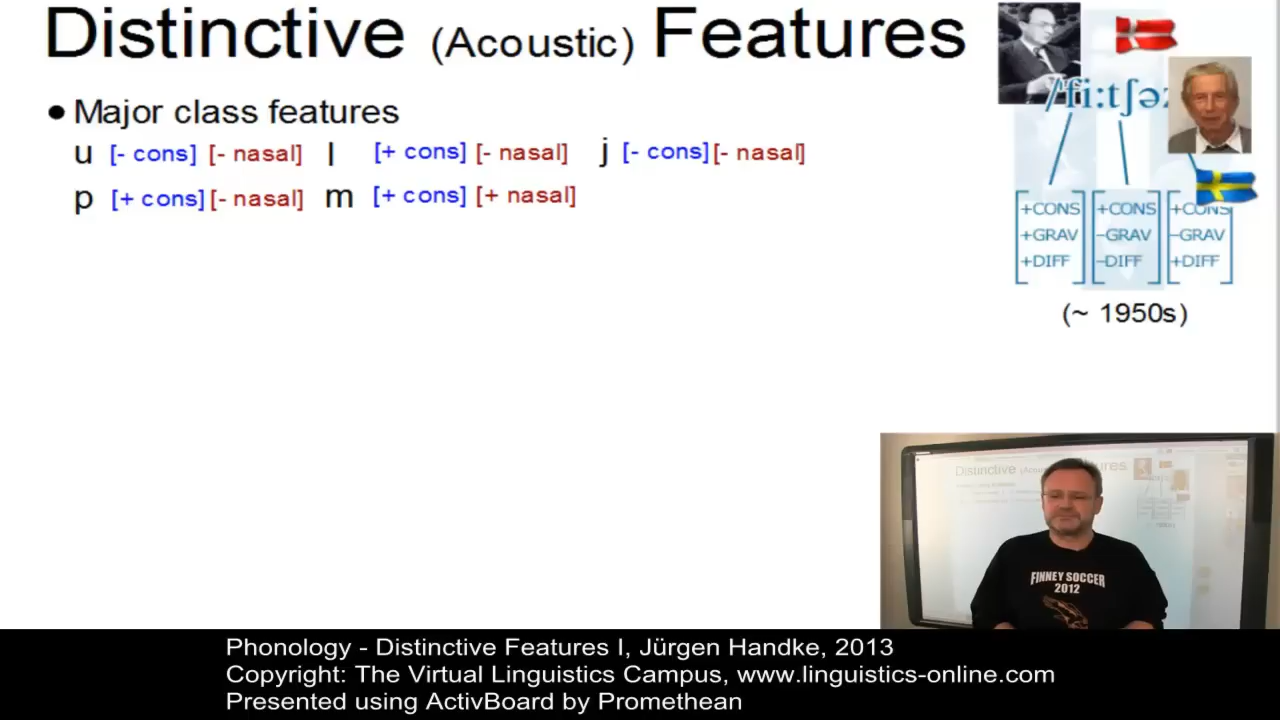 Distinctive (Acoustic) Features
● Major class features
u [- cons] [- nasal] l [+ cons] [- nasal] j [- cons] [- nasal]
p [+ cons] [- nasal] m [+ cons] [+ nasal]
/fi:tʃəz
+CONS +CONS +CONS
+GRAV –GRAV –GRAV
+DIFF –DIFF +DIFF
(~ 1950s)
Distinctive
FINNEY SOCCER
2012
Phonology - Distinctive Features I, Jürgen Handke, 2013
Copyright: The Virtual Linguistics Campus, www.linguistics-online.com
Presented using ActivBoard by Promethean